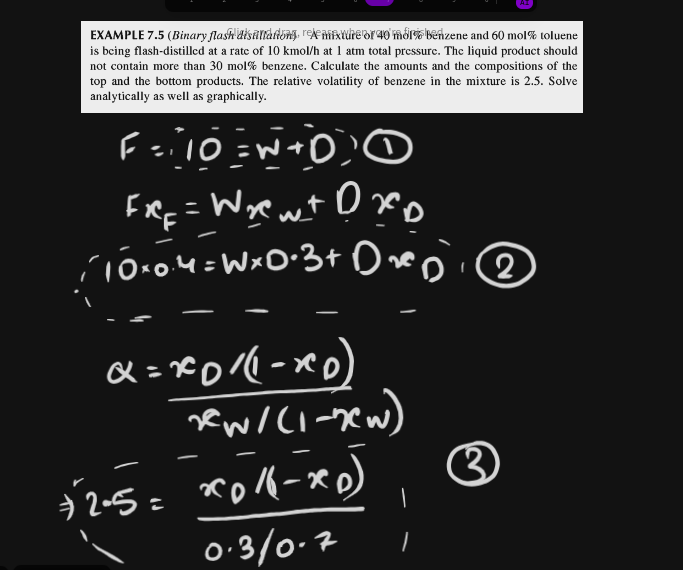 Click and drag, release when you're finished
EXAMPLE 7.5 (Binary flash distillation) A mixture of 40 mol% benzene and 60 mol% toluene
is being flash-distilled at a rate of 10 kmol/h at 1 atm total pressure. The liquid product should
not contain more than 30 mol% benzene. Calculate the amounts and the compositions of the
top and the bottom products. The relative volatility of benzene in the mixture is 2.5. Solve
analytically as well as graphically.
F = 10 = W + D ①
Fx_F = Wx_W + Dx_D
10×0.4 = W×0.3 + Dx_D ②
α = x_D/(1-x_D)
x_W/(1-x_W)
⇒ 2.5 = x_D/(1-x_D) ③
0.3/0.7